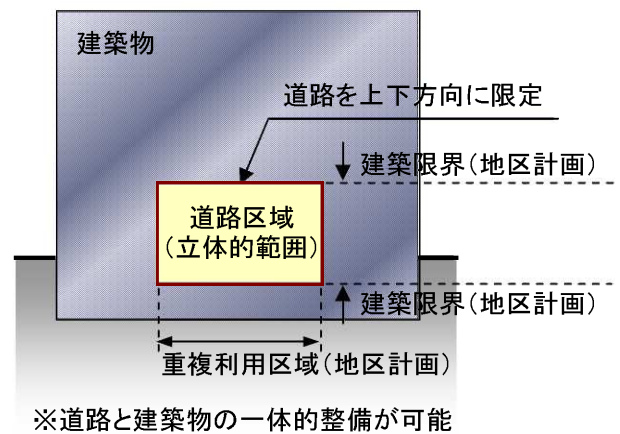 建築物
道路を上下方向に限定
建築限界(地区計画)
道路区域
(立体的範囲)
建築限界(地区計画)
重複利用区域(地区計画)
※道路と建築物の一体的整備が可能